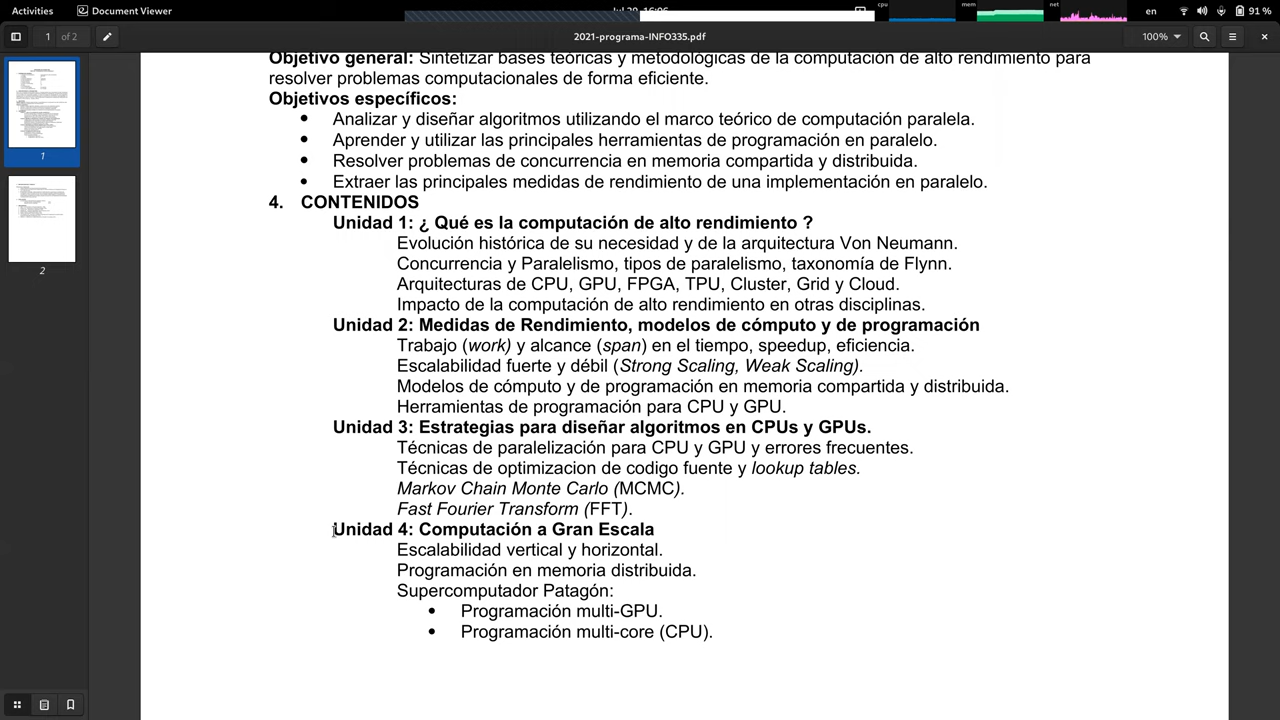 Activities Document Viewer Jul 20 16:06 cpu mem net en 91 %
1 of 2 2021-programa-INFO335.pdf 100%
1
2
Objetivo general: Sintetizar bases teóricas y metodológicas de la computación de alto rendimiento para
resolver problemas computacionales de forma eficiente.
Objetivos específicos:
• Analizar y diseñar algoritmos utilizando el marco teórico de computación paralela.
• Aprender y utilizar las principales herramientas de programación en paralelo.
• Resolver problemas de concurrencia en memoria compartida y distribuida.
• Extraer las principales medidas de rendimiento de una implementación en paralelo.
4. CONTENIDOS
Unidad 1: ¿ Que es la computación de alto rendimiento ?
Evolución histórica de su necesidad y de la arquitectura Von Neumann.
Concurrencia y Paralelismo, tipos de paralelismo, taxonomía de Flynn.
Arquitecturas de CPU, GPU, FPGA, TPU, Cluster, Grid y Cloud.
Impacto de la computación de alto rendimiento en otras disciplinas.
Unidad 2: Medidas de Rendimiento, modelos de cómputo y de programación
Trabajo (work) y alcance (span) en el tiempo, speedup, eficiencia.
Escalabilidad fuerte y débil (Strong Scaling, Weak Scaling).
Modelos de cómputo y de programación en memoria compartida y distribuida.
Herramientas de programación para CPU y GPU.
Unidad 3: Estrategias para diseñar algoritmos en CPUs y GPUs.
Técnicas de paralelización para CPU y GPU y errores frecuentes.
Técnicas de optimizacion de codigo fuente y lookup tables.
Markov Chain Monte Carlo (MCMC).
Fast Fourier Transform (FFT).
Unidad 4: Computación a Gran Escala
Escalabilidad vertical y horizontal.
Programación en memoria distribuida.
Supercomputador Patagón:
• Programación multi-GPU.
• Programación multi-core (CPU).